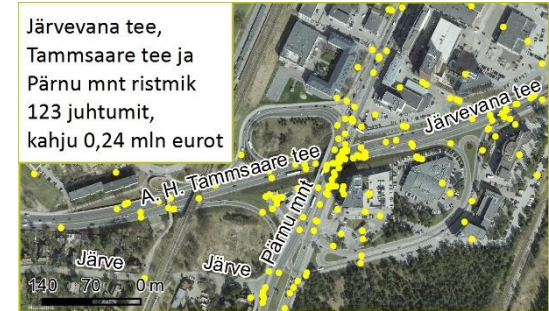 Järvevana tee,
Tammsaare tee ja
Pärnu mnt ristmik
123 juhtumit,
kahju 0,24 mln eurot
Järvevana tee
A. H. Tammsaare tee
Pärnu mnt
Järve
Järve
140 70 0 m